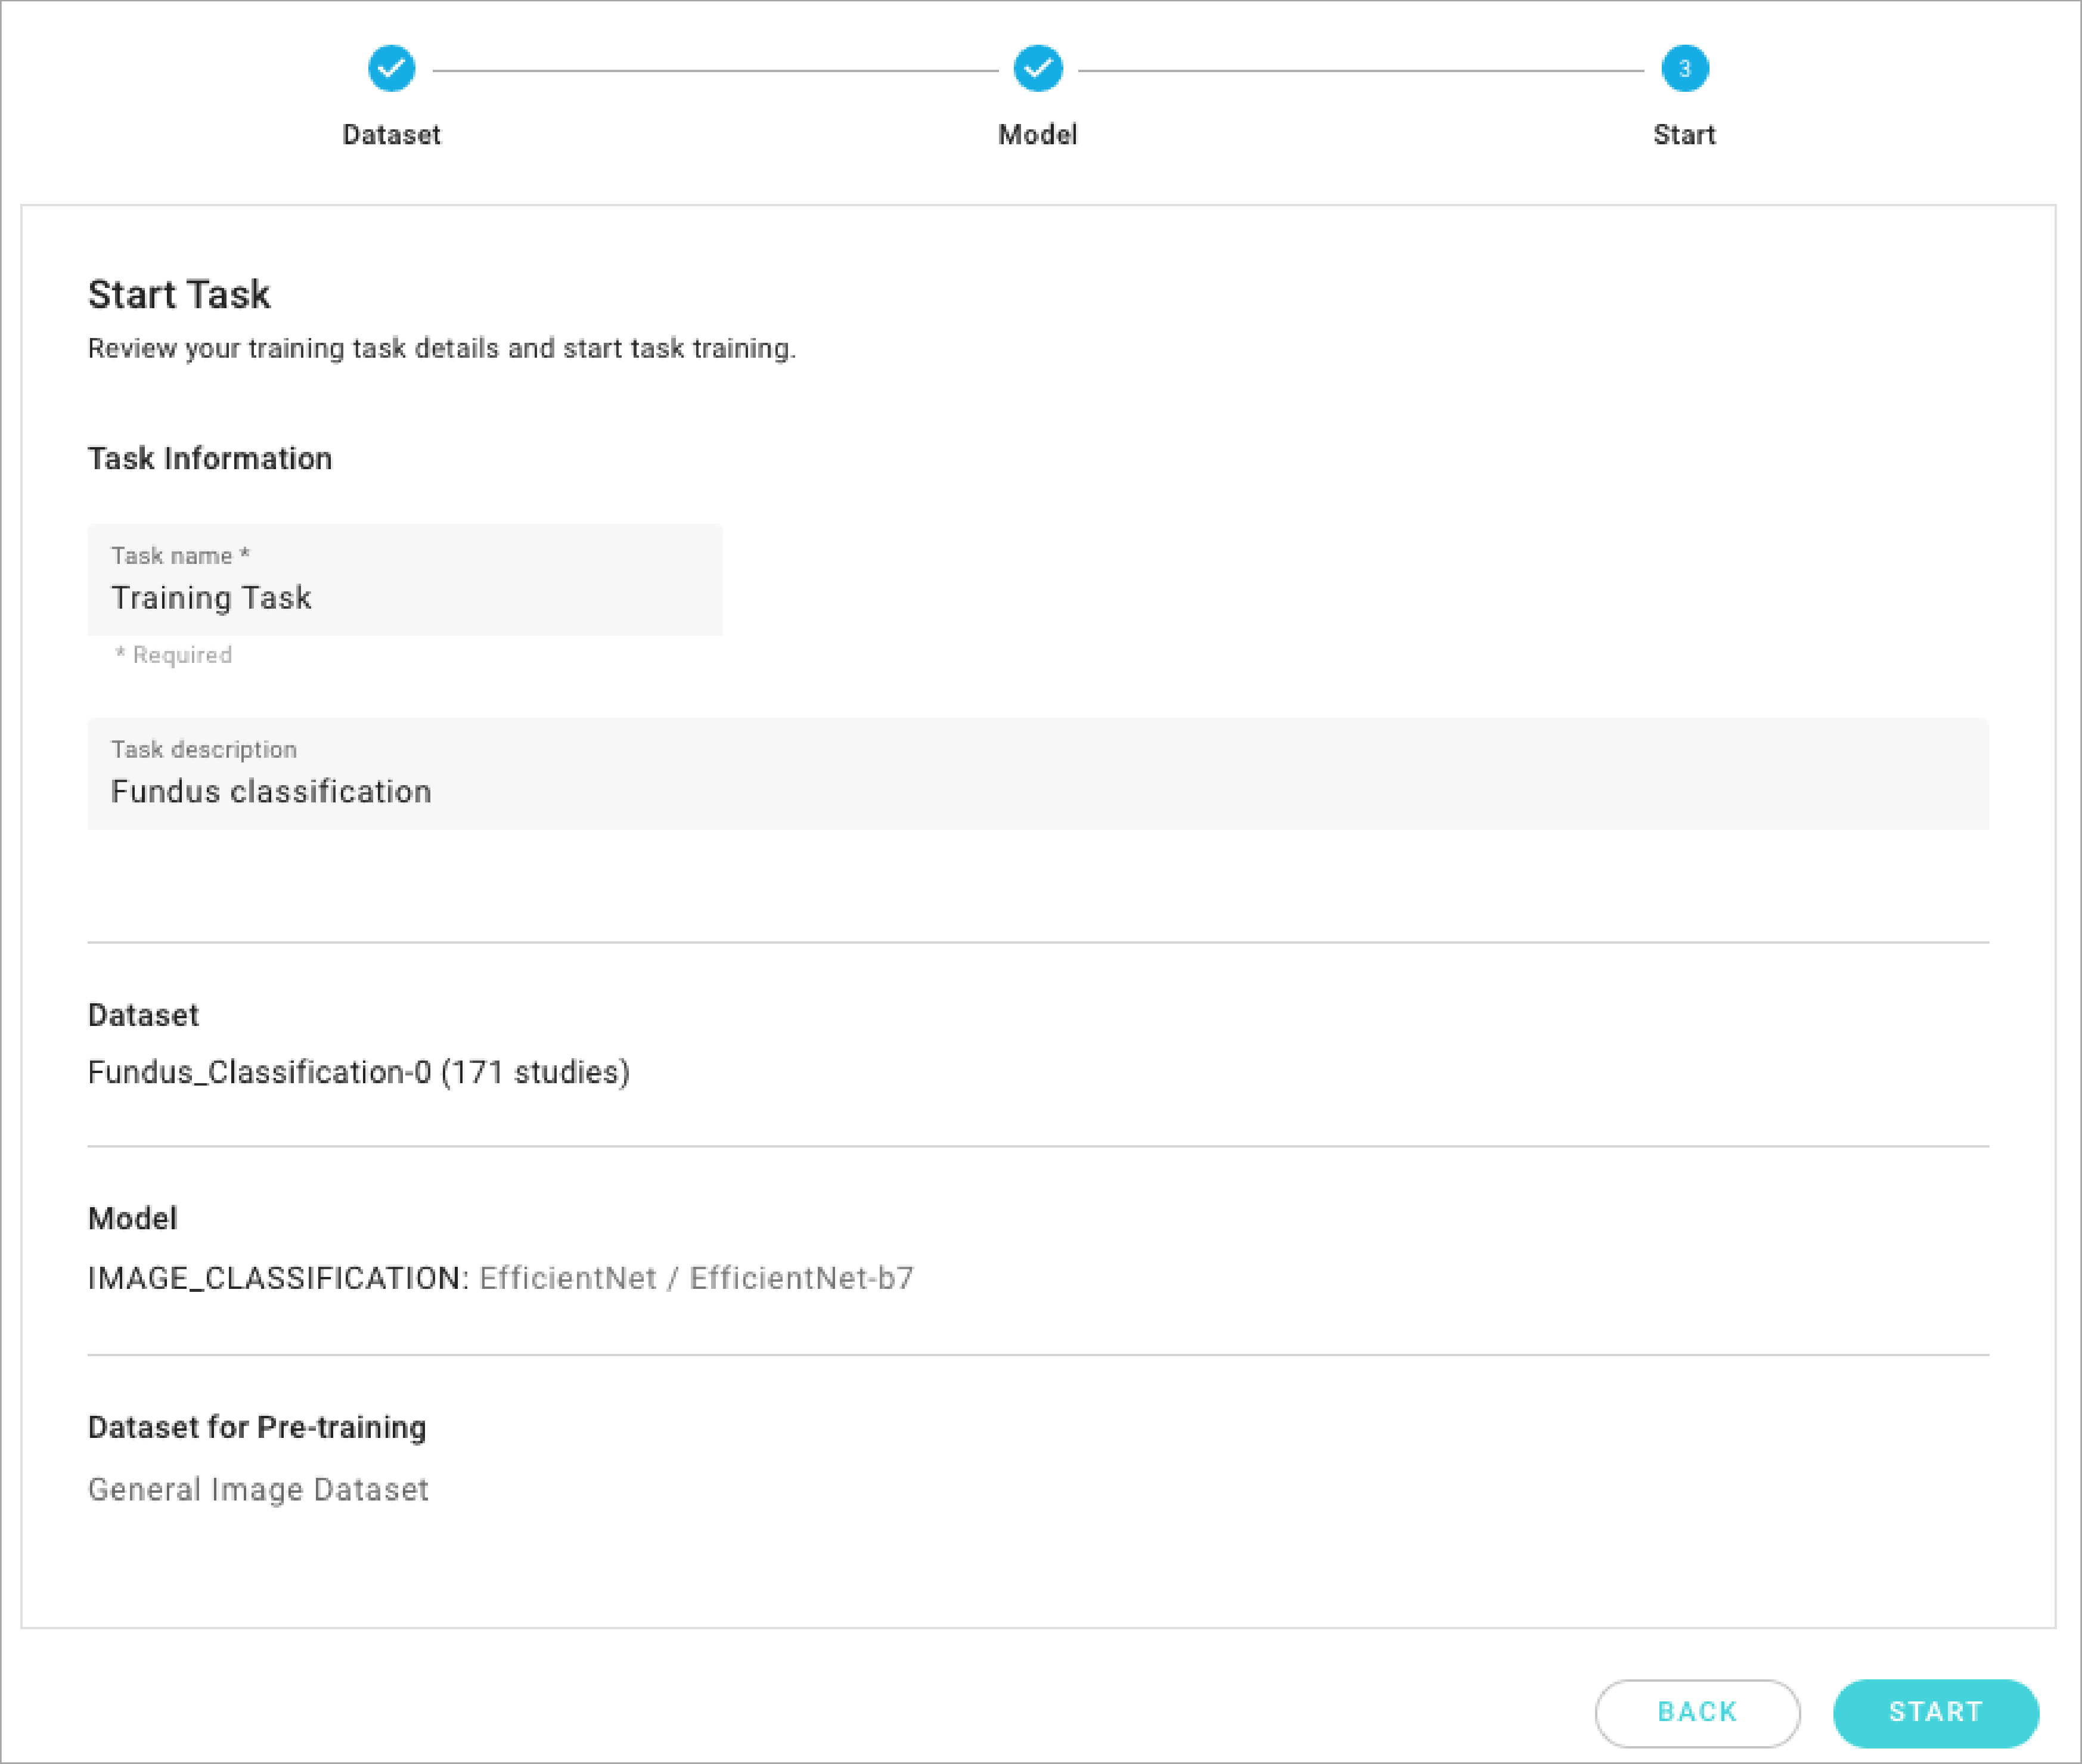 3
Dataset
Model
Start
Start Task
Review your training task details and start task training.
Task Information
Task name *
Training Task
* Required
Task description
Fundus classification
Dataset
Fundus_Classification-0 (171 studies)
Model
IMAGE_CLASSIFICATION: EfficientNet / EfficientNet-b7
Dataset for Pre-training
General Image Dataset
BACK
START